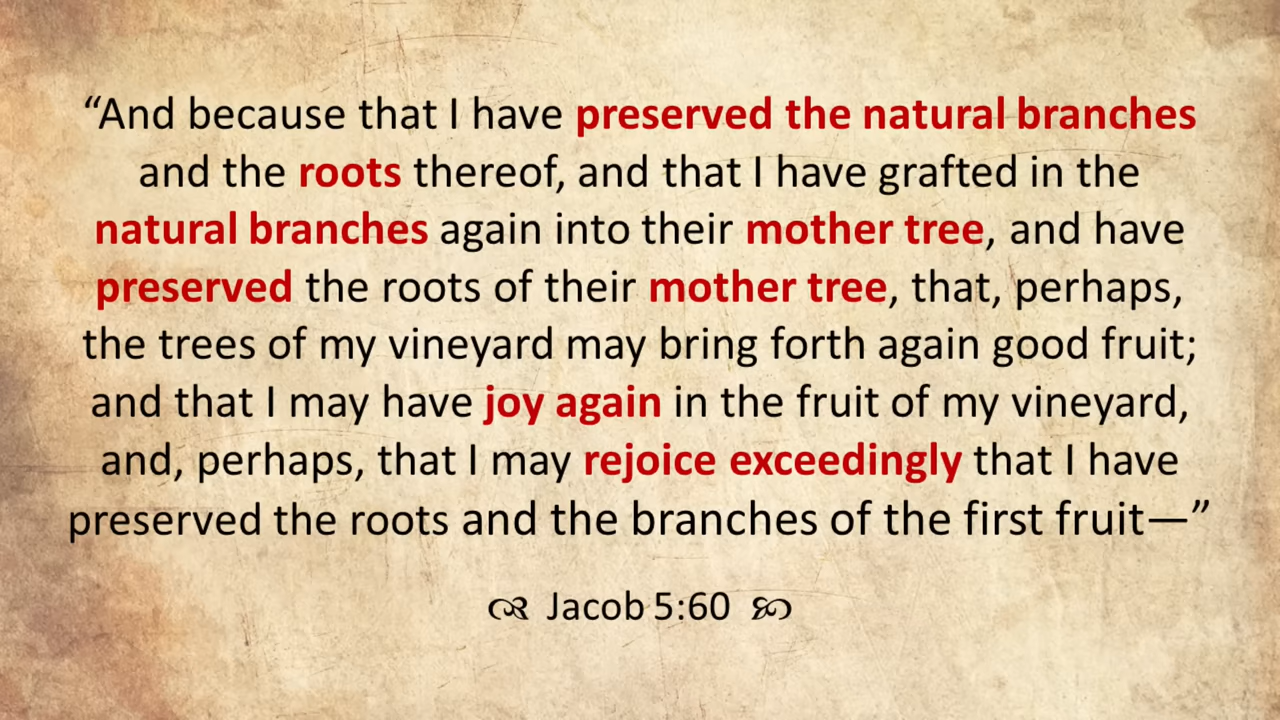 “And because that I have preserved the natural branches
and the roots thereof, and that I have grafted in the
natural branches again into their mother tree, and have
preserved the roots of their mother tree, that, perhaps,
the trees of my vineyard may bring forth again good fruit;
and that I may have joy again in the fruit of my vineyard,
and, perhaps, that I may rejoice exceedingly that I have
preserved the roots and the branches of the first fruit—”
Jacob 5:60